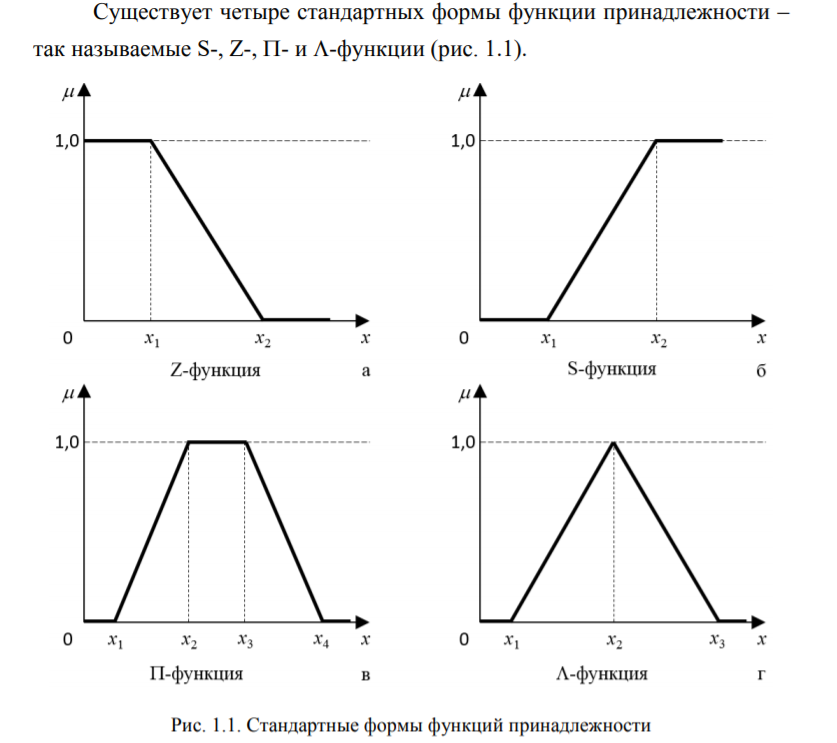 Существует четыре стандартных формы функции принадлежности –
так называемые S-, Z-, П- и Λ-функции (рис. 1.1).
μ μ
1,0 1,0
0 x₁ x₂ x 0 x₁ x₂ x
Z-функция а S-функция б
μ μ
1,0 1,0
0 x₁ x₂ x₃ x₄ x 0 x₁ x₂ x₃ x
П-функция в Λ-функция г
Рис. 1.1. Стандартные формы функций принадлежности